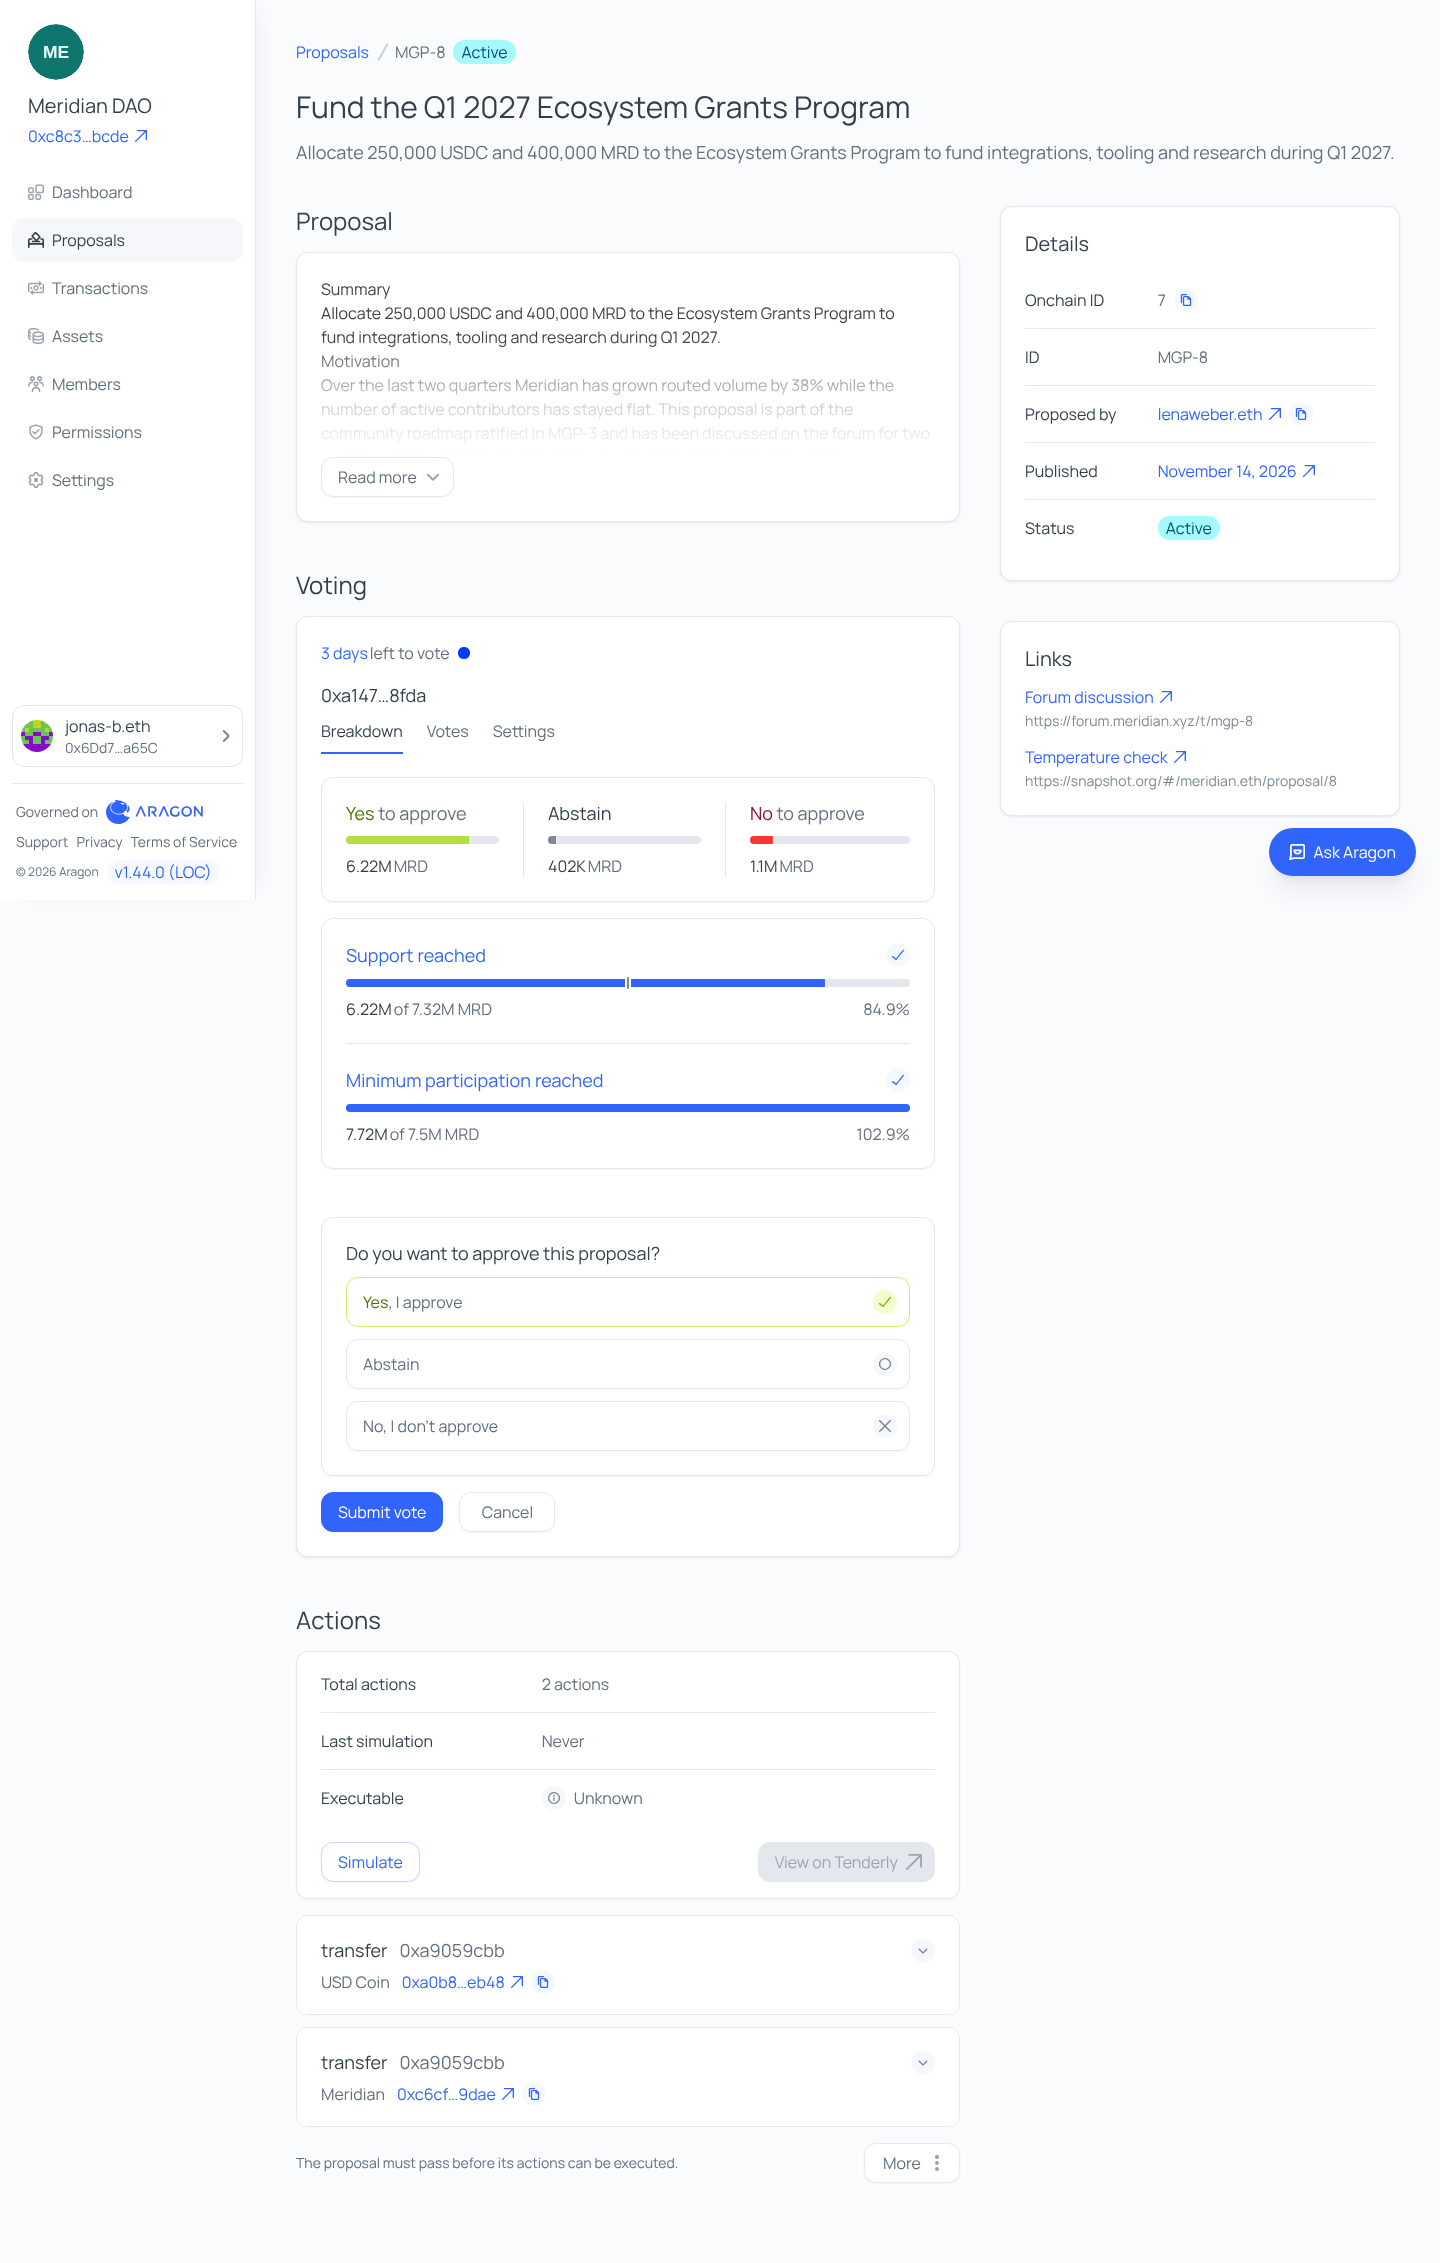 ME
Meridian DAO
0xc8c3...bcde
Dashboard
Proposals
Transactions
Assets
Members
Permissions
Settings
jonas-b.eth
0x6Dd7...a65C
Governed on ARAGON
Support Privacy Terms of Service
© 2026 Aragon v1.44.0 (LOC)
Proposals / MGP-8 Active
Fund the Q1 2027 Ecosystem Grants Program
Allocate 250,000 USDC and 400,000 MRD to the Ecosystem Grants Program to fund integrations, tooling and research during Q1 2027.
Proposal
Summary
Allocate 250,000 USDC and 400,000 MRD to the Ecosystem Grants Program to
fund integrations, tooling and research during Q1 2027.
Motivation
Over the last two quarters Meridian has grown routed volume by 38% while the
number of active contributors has stayed flat. This proposal is part of the
community roadmap ratified in MGP-3 and has been discussed on the forum for two
Read more
Voting
3 days left to vote
0xa147...8fda
Breakdown Votes Settings
Yes to approve
6.22M MRD
Abstain
402K MRD
No to approve
1.1M MRD
Support reached
6.22M of 7.32M MRD 84.9%
Minimum participation reached
7.72M of 7.5M MRD 102.9%
Do you want to approve this proposal?
Yes, I approve
Abstain
No, I don't approve
Submit vote Cancel
Actions
Total actions 2 actions
Last simulation Never
Executable Unknown
Simulate View on Tenderly
transfer 0xa9059cbb
USD Coin 0xa0b8...eb48
transfer 0xa9059cbb
Meridian 0xc6cf...9dae
The proposal must pass before its actions can be executed. More
Details
Onchain ID 7
ID MGP-8
Proposed by lenaweber.eth
Published November 14, 2026
Status Active
Links
Forum discussion
https://forum.meridian.xyz/t/mgp-8
Temperature check
https://snapshot.org/#/meridian.eth/proposal/8
Ask Aragon